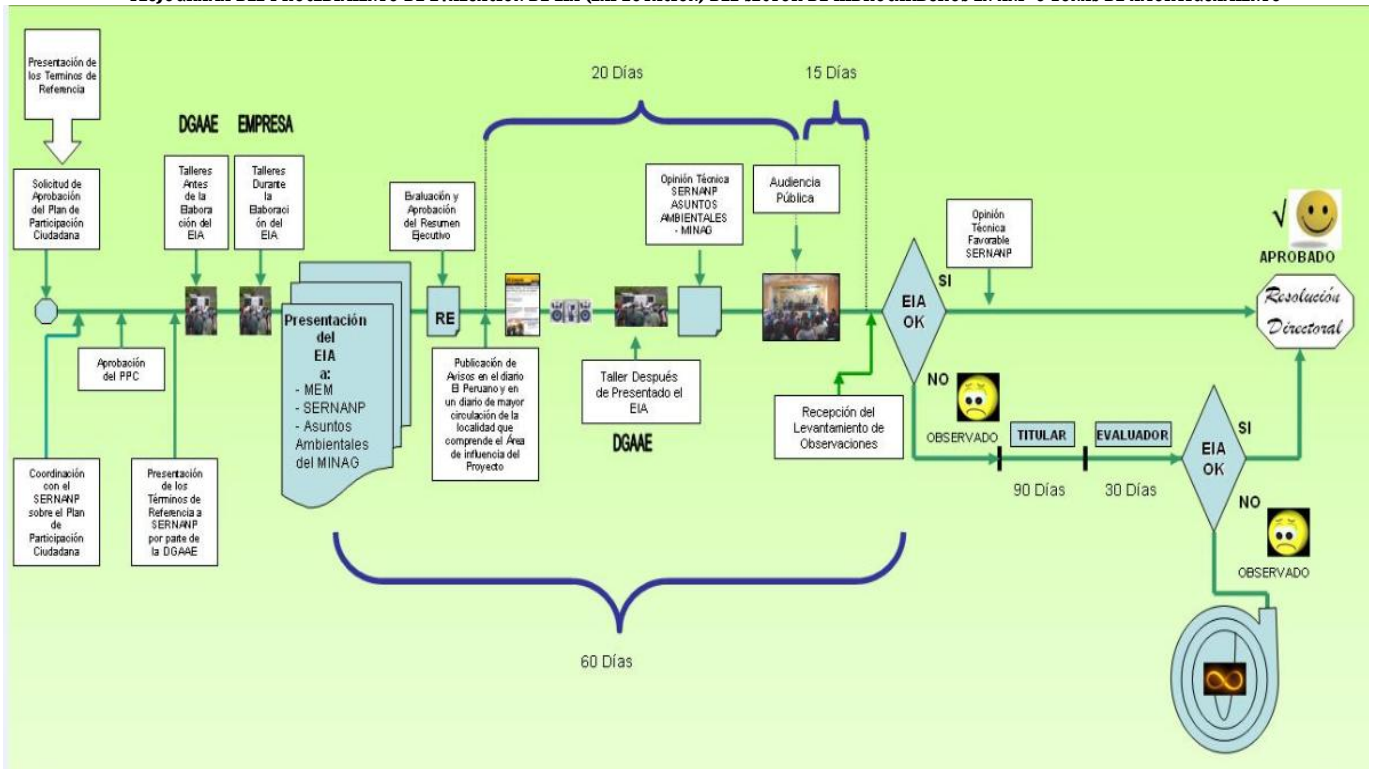 Presentación de
los Terminos de
Referencia
Solicitud de
Aprobación
del Plan de
Participación
Ciudadana
DGAAE
Talleres
Antes
de la
Elabora
ción del
EIA
EMPRESA
Talleres
Durante
la
Elaboraci
ón del
EIA
Aprobación
del PPC
Coordinación
con el
SERNANP
sobre el Plan
de
Participación
Ciudadana
Presentación
de los
Términos de
Referencia a
SERNANP
por parte de
la DGAAE
Presentación
del
EIA
a:
- MEM
- SERNANP
- Asuntos
Ambientales
del MINAG
Evaluación y
Aprobación
del Resumen
Ejecutivo
RE
20 Días
15 Días
Publicación de
Avisos en el diario
El Peruano y en
un diario de mayor
circulación de la
localidad que
comprende el Área
de influencia del
Proyecto
Taller Después
de Presentado el
EIA
DGAAE
Opinión Técnica
SERNANP
ASUNTOS
AMBIENTALES
- MINAG
Audiencia
Pública
Recepción del
Levantamiento de
Observaciones
60 Días
EIA
OK
SI
Opinión
Técnica
Favorable
SERNANP
√
APROBADO
Resolución
Directoral
NO
OBSERVADO
TITULAR
EVALUADOR
90 Días
30 Días
EIA
OK
SI
NO
OBSERVADO